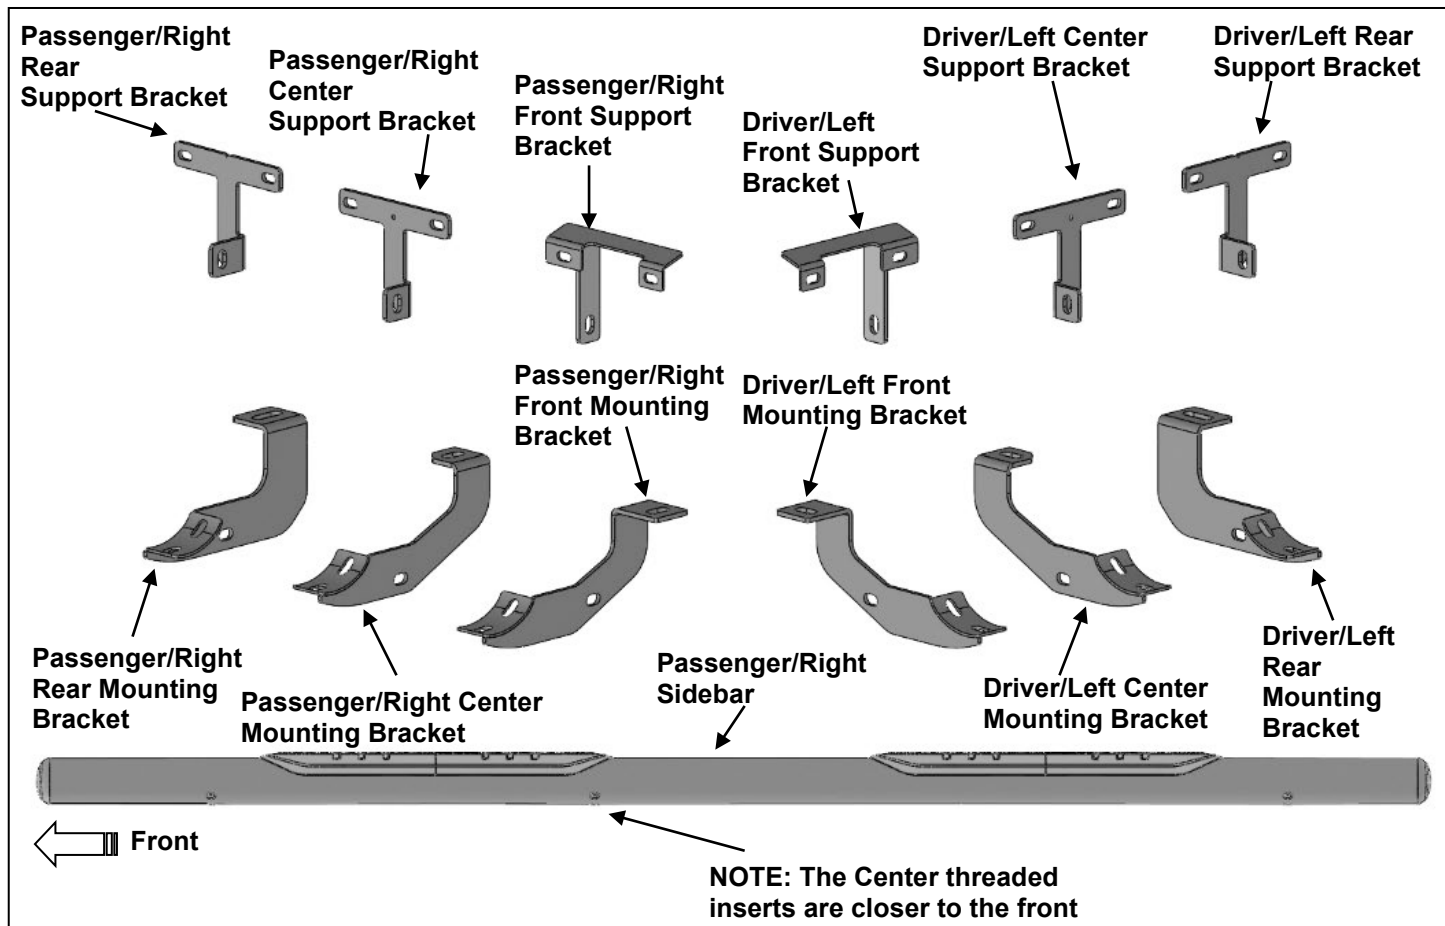 Passenger/Right
Rear
Support Bracket
Passenger/Right
Center
Support Bracket
Passenger/Right
Front Support
Bracket
Driver/Left
Front Support
Bracket
Driver/Left Center
Support Bracket
Driver/Left Rear
Support Bracket
Passenger/Right
Front Mounting
Bracket
Driver/Left Front
Mounting Bracket
Passenger/Right
Rear Mounting
Bracket
Passenger/Right Center
Mounting Bracket
Passenger/Right
Sidebar
Driver/Left Center
Mounting Bracket
Driver/Left
Rear
Mounting
Bracket
Front
NOTE: The Center threaded
inserts are closer to the front